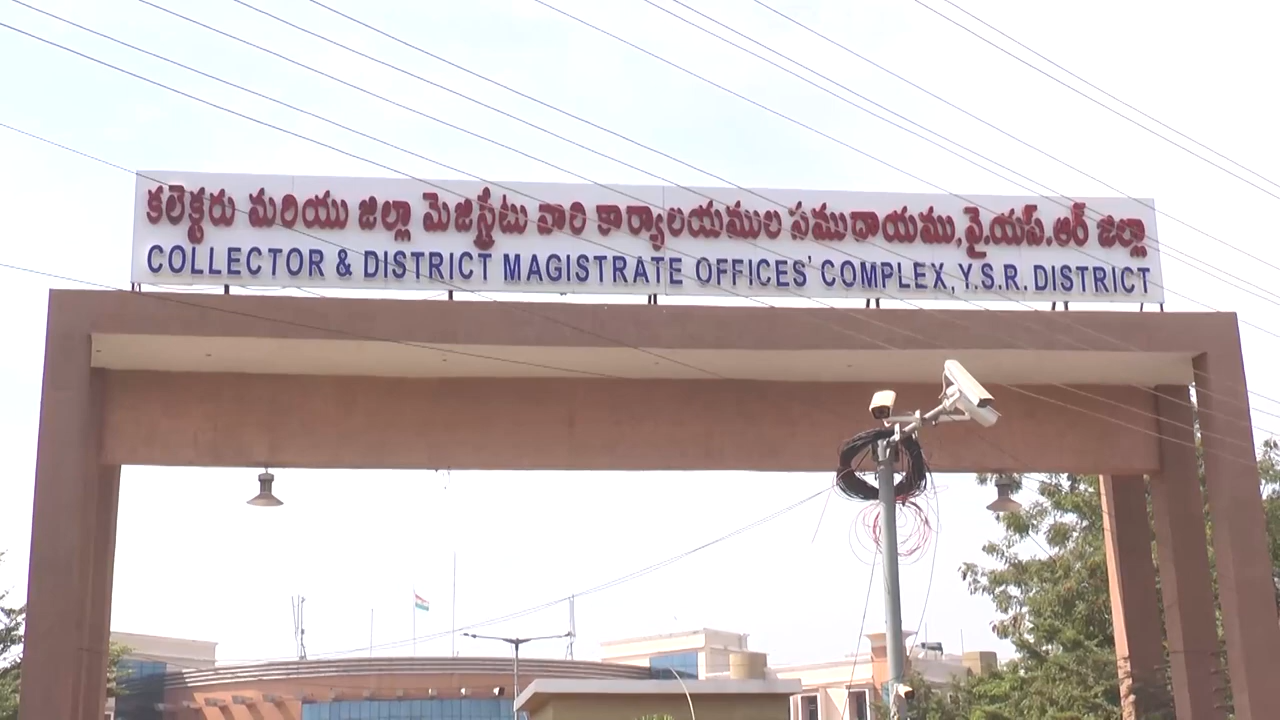 కలెక్టరు మరియు జిల్లా మెజిస్ట్రేటు వారి కార్యాలయముల సముదాయము,వై.యస్.ఆర్ జిల్లా
COLLECTOR & DISTRICT MAGISTRATE OFFICES' COMPLEX, Y.S.R. DISTRICT